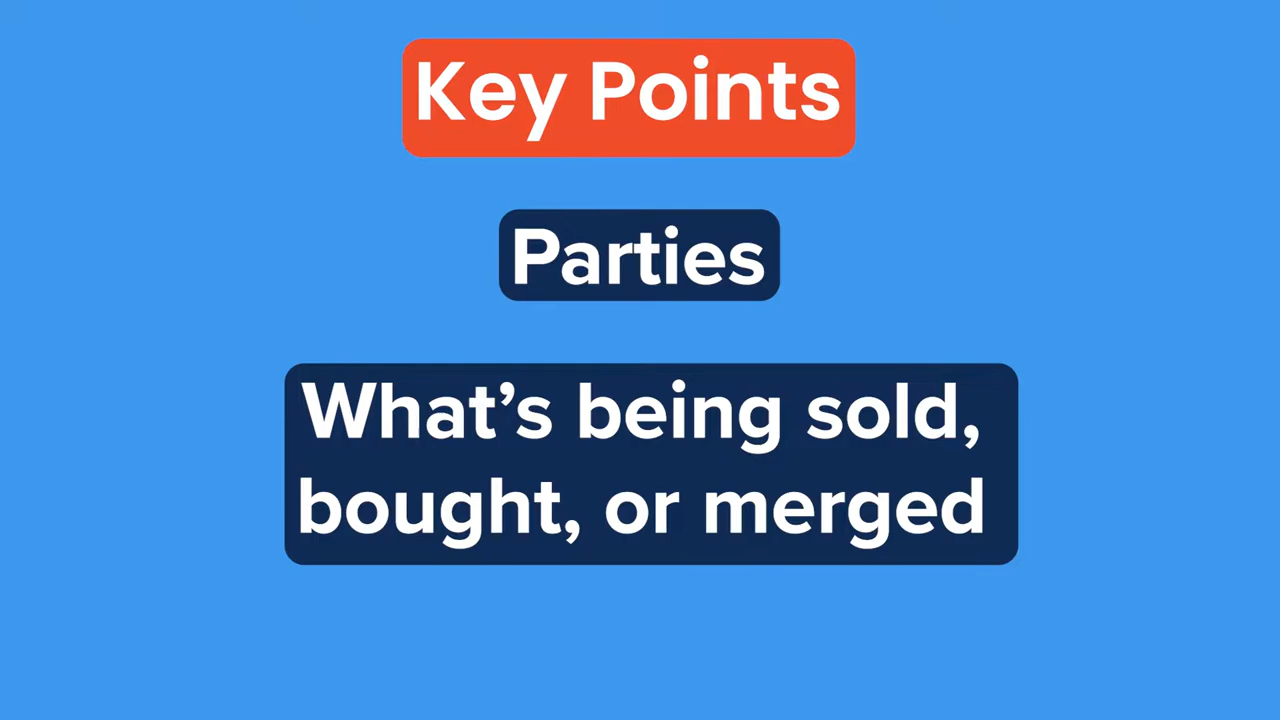 Key Points
Parties
What’s being sold,
bought, or merged